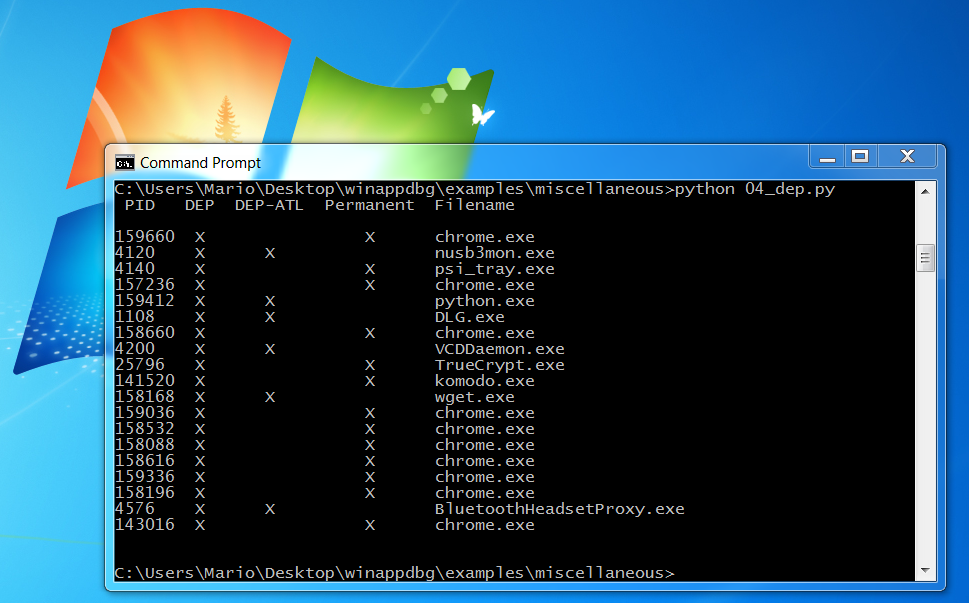 Command Prompt
C:\Users\Mario\Desktop\winappdbg\examples\miscellaneous>python 04_dep.py
PID DEP DEP-ATL Permanent Filename
159660 X X chrome.exe
4120 X X nusb3mon.exe
4140 X X psi_tray.exe
157236 X X chrome.exe
159412 X X python.exe
1108 X X DLG.exe
158660 X X chrome.exe
4200 X X VCDDaemon.exe
25796 X X TrueCrypt.exe
141520 X X komodo.exe
158168 X X wget.exe
159036 X X chrome.exe
158532 X X chrome.exe
158088 X X chrome.exe
158616 X X chrome.exe
159336 X X chrome.exe
158196 X X chrome.exe
4576 X X BluetoothHeadsetProxy.exe
143016 X X chrome.exe
C:\Users\Mario\Desktop\winappdbg\examples\miscellaneous>